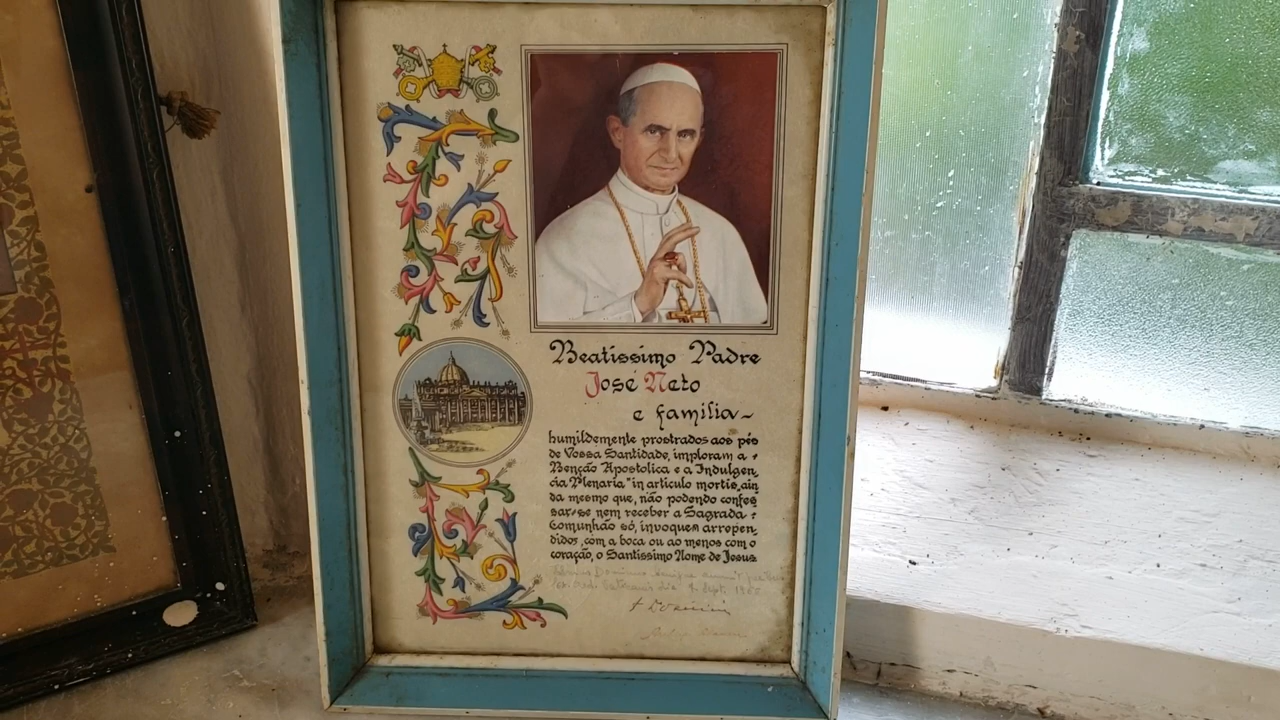 Beatissimo Padre
José Neto
e familia
humildemente prostrados aos pés
de Vossa Santidade, imploram a
Benção Apostolica e a Indulgen
cia Plenaria "in articulo mortis, ain
da mesmo que, não podendo confes
sar-se nem receber a Sagrada
Comunhão só, invoquem arrepen
didos, com a boca ou ao menos com o
coração, o Santissimo Nome de Jesus